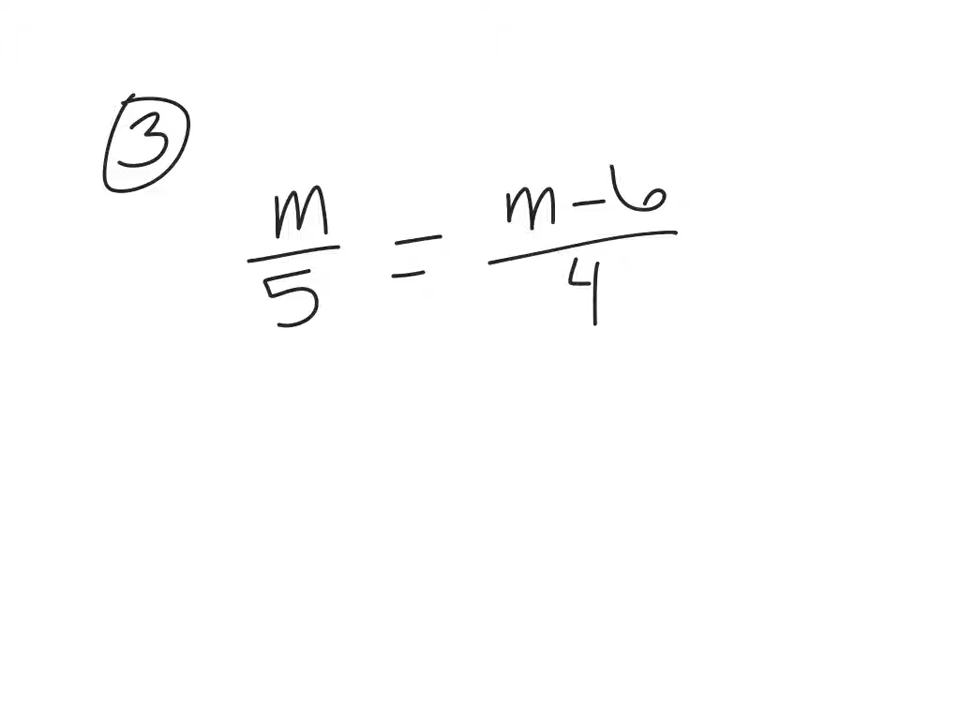 ③
m/5 = m-6/4